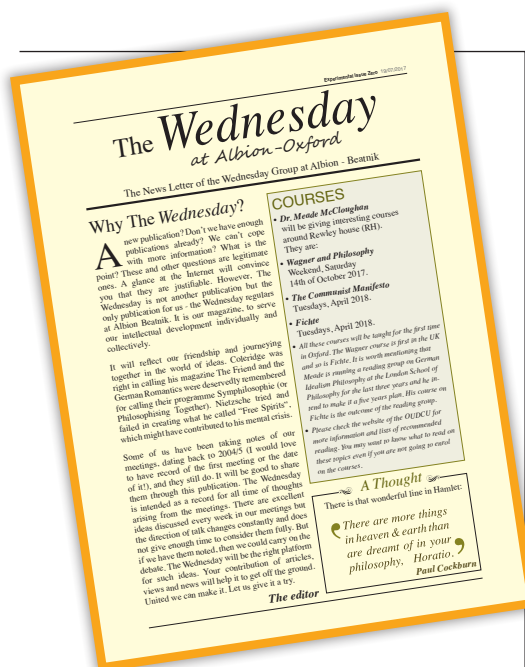 Experimental Issue Zero 19/07/2017
The Wednesday
at Albion-Oxford
The News Letter of the Wednesday Group at Albion - Beatnik
Why The Wednesday?
A new publication? Don't we have enough
publications already? We can't cope
with more information? What is the
point? These and other questions are legitimate
ones. A glance at the Internet will convince
you that they are justifiable. However, The
Wednesday is not another publication but the
only publication for us - the Wednesday regulars
at Albion Beatnik. It is our magazine, to serve
our intellectual development individually and
collectively.
It will reflect our friendship and journeying
together in the world of ideas. Coleridge was
right in calling his magazine The Friend and the
German Romantics were deservedly remembered
for calling their programme Symphilosophie (or
Philosophising Together). Nietzsche tried and
failed in creating what he called "Free Spirits",
which might have contributed to his mental crisis.
Some of us have been taking notes of our
meetings, dating back to 2004/5 (I would love
to have record of the first meeting or the date
of it!), and they still do. It will be good to share
them through this publication. The Wednesday
is intended as a record for all time of thoughts
arising from the meetings. There are excellent
ideas discussed every week in our meetings but
the direction of talk changes constantly and does
not give enough time to consider them fully. But
if we have them noted, then we could carry on the
debate. The Wednesday will be the right platform
for such ideas. Your contribution of articles,
views and news will help it to get off the ground.
United we can make it. Let us give it a try.
The editor
COURSES
• Dr. Meade McCloughan
will be giving interesting courses
around Rewley house (RH).
They are:
• Wagner and Philosophy
Weekend, Saturday
14th of October 2017.
• The Communist Manifesto
Tuesdays, April 2018.
• Fichte
Tuesdays, April 2018.
• All these courses will be taught for the first time
in Oxford. The Wagner course is first in the UK
and so is Fichte. It is worth mentioning that
Meade is running a reading group on German
Idealism Philosophy at the London School of
Philosophy for the last three years and he in-
tend to make it a five years plan. His course on
Fichte is the outcome of the reading group.
• Please check the website of the OUDCU for
more information and lists of recommended
reading. You may want to know what to read on
these topics even if you are not going to enrol
on the courses.
A Thought
There is that wonderful line in Hamlet:
‘There are more things
in heaven & earth than
are dreamt of in your
philosophy, Horatio.’
Paul Cockburn